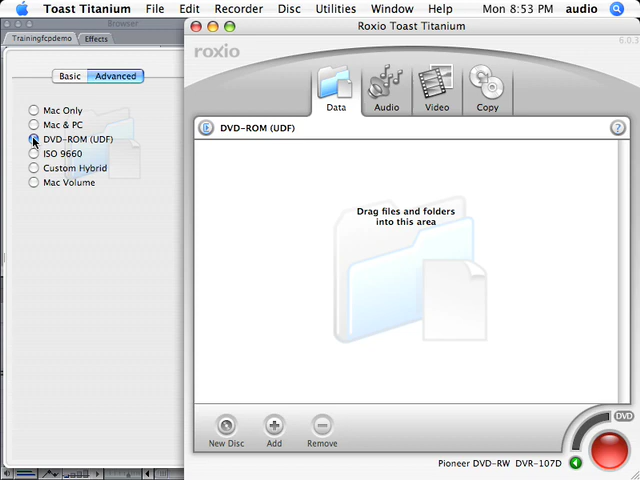 Toast Titanium File Edit Recorder Disc Utilities Window Help Mon 8:53 PM audio
Browser
Trainingfcpdemo Effects
Roxio Toast Titanium
roxio
6.0.3
Basic Advanced
Data Audio Video Copy
Mac Only
Mac & PC
DVD-ROM (UDF)
ISO 9660
Custom Hybrid
Mac Volume
DVD-ROM (UDF) ?
Drag files and folders
into this area
New Disc Add Remove
DVD
Pioneer DVD-RW DVR-107D